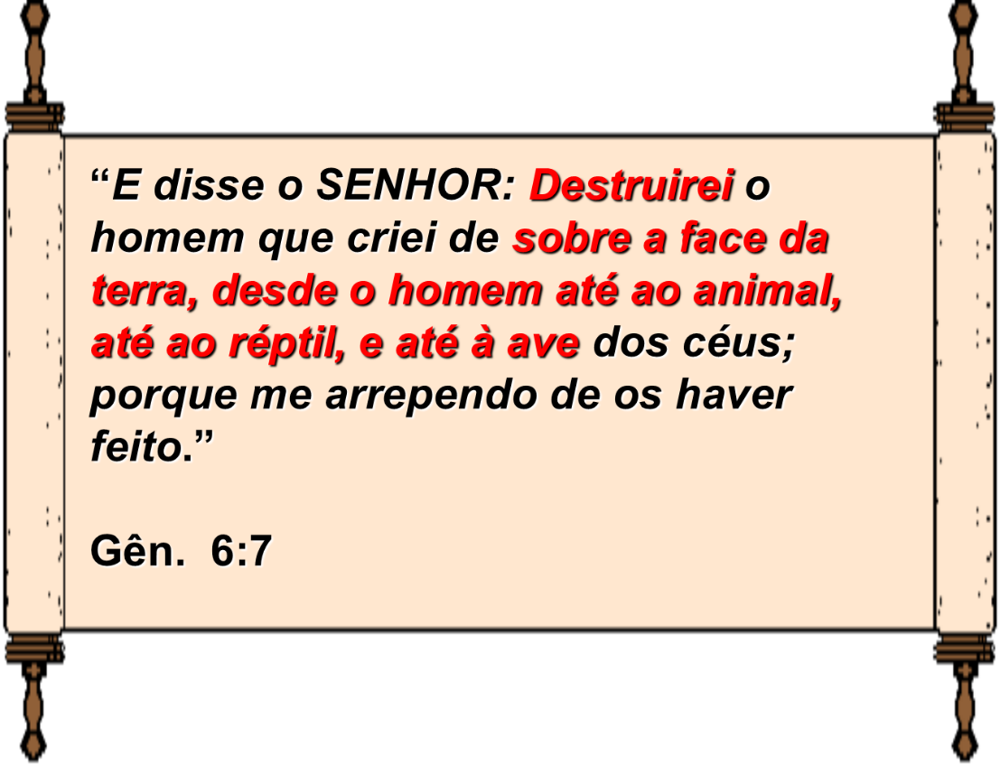 “E disse o SENHOR: Destruirei o
homem que criei de sobre a face da
terra, desde o homem até ao animal,
até ao réptil, e até à ave dos céus;
porque me arrependo de os haver
feito.”
Gên. 6:7